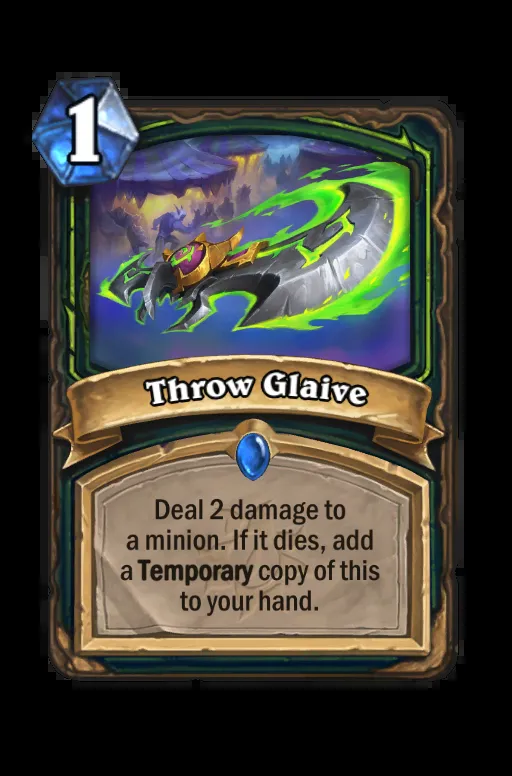 1
Throw Glaive
Deal 2 damage to
a minion. If it dies, add
a Temporary copy of this
to your hand.